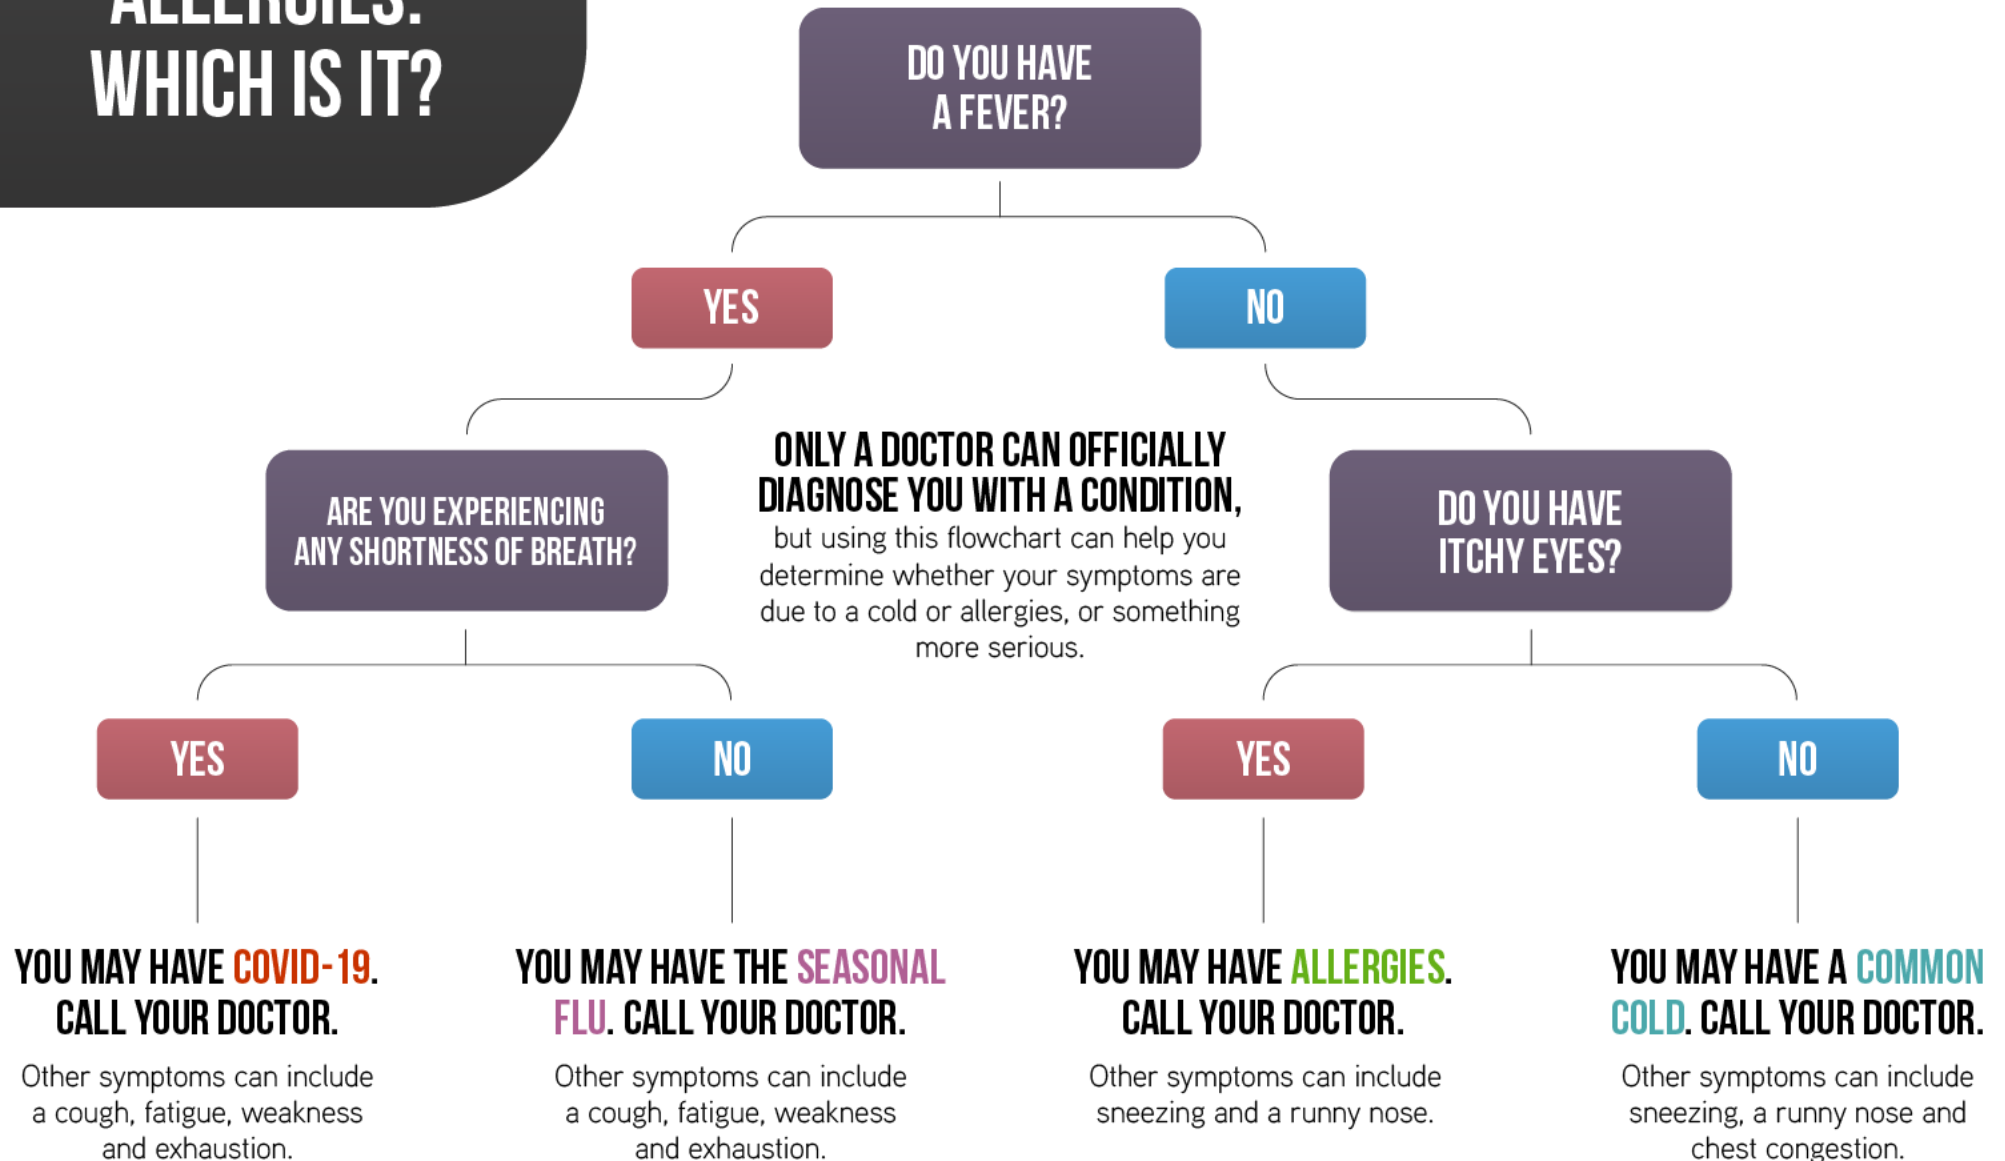 ALLERGIES:
WHICH IS IT?
DO YOU HAVE
A FEVER?
YES
NO
ARE YOU EXPERIENCING
ANY SHORTNESS OF BREATH?
ONLY A DOCTOR CAN OFFICIALLY
DIAGNOSE YOU WITH A CONDITION,
but using this flowchart can help you
determine whether your symptoms are
due to a cold or allergies, or something
more serious.
DO YOU HAVE
ITCHY EYES?
YES
NO
YES
NO
YOU MAY HAVE COVID-19.
CALL YOUR DOCTOR.
Other symptoms can include
a cough, fatigue, weakness
and exhaustion.
YOU MAY HAVE THE SEASONAL
FLU. CALL YOUR DOCTOR.
Other symptoms can include
a cough, fatigue, weakness
and exhaustion.
YOU MAY HAVE ALLERGIES.
CALL YOUR DOCTOR.
Other symptoms can include
sneezing and a runny nose.
YOU MAY HAVE A COMMON
COLD. CALL YOUR DOCTOR.
Other symptoms can include
sneezing, a runny nose and
chest congestion.